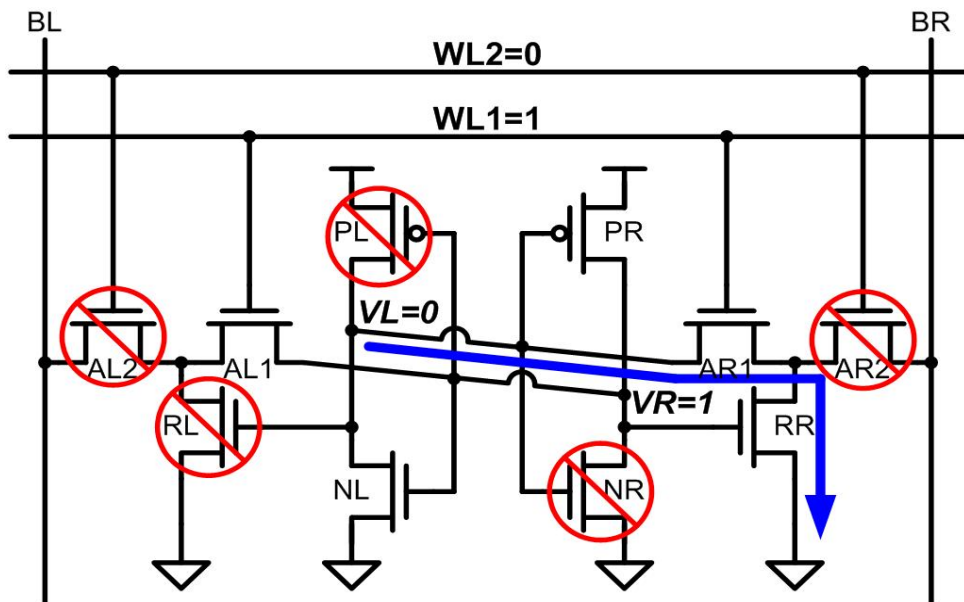 BL BR
WL2=0
WL1=1
PL PR
VL=0
AL2 AL1 AR1 AR2
VR=1
RL RR
NL NR